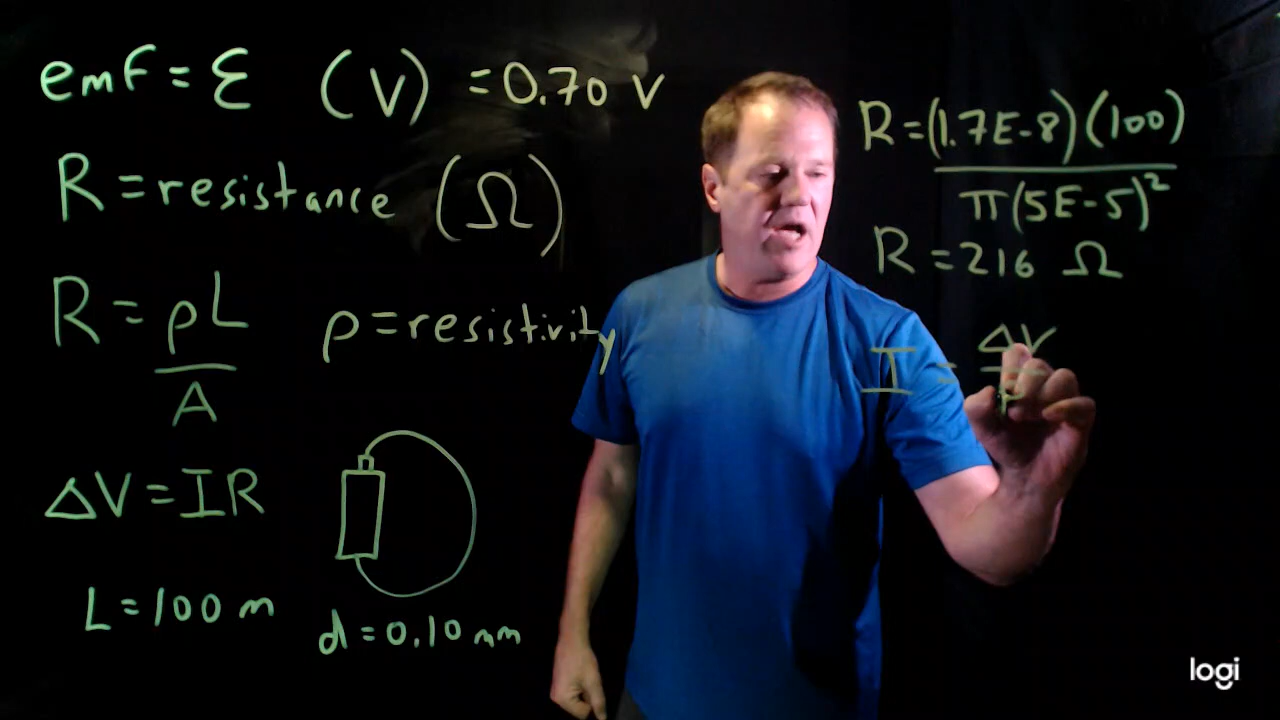 emf = ℰ (V) = 0.70 V
R = resistance (Ω)
R = ρL
A
ρ = resistivity
ΔV = IR
L = 100 m
d = 0.10 mm
R = (1.7E-8)(100)
π(5E-5)²
R = 216 Ω
I = ΔV
logi